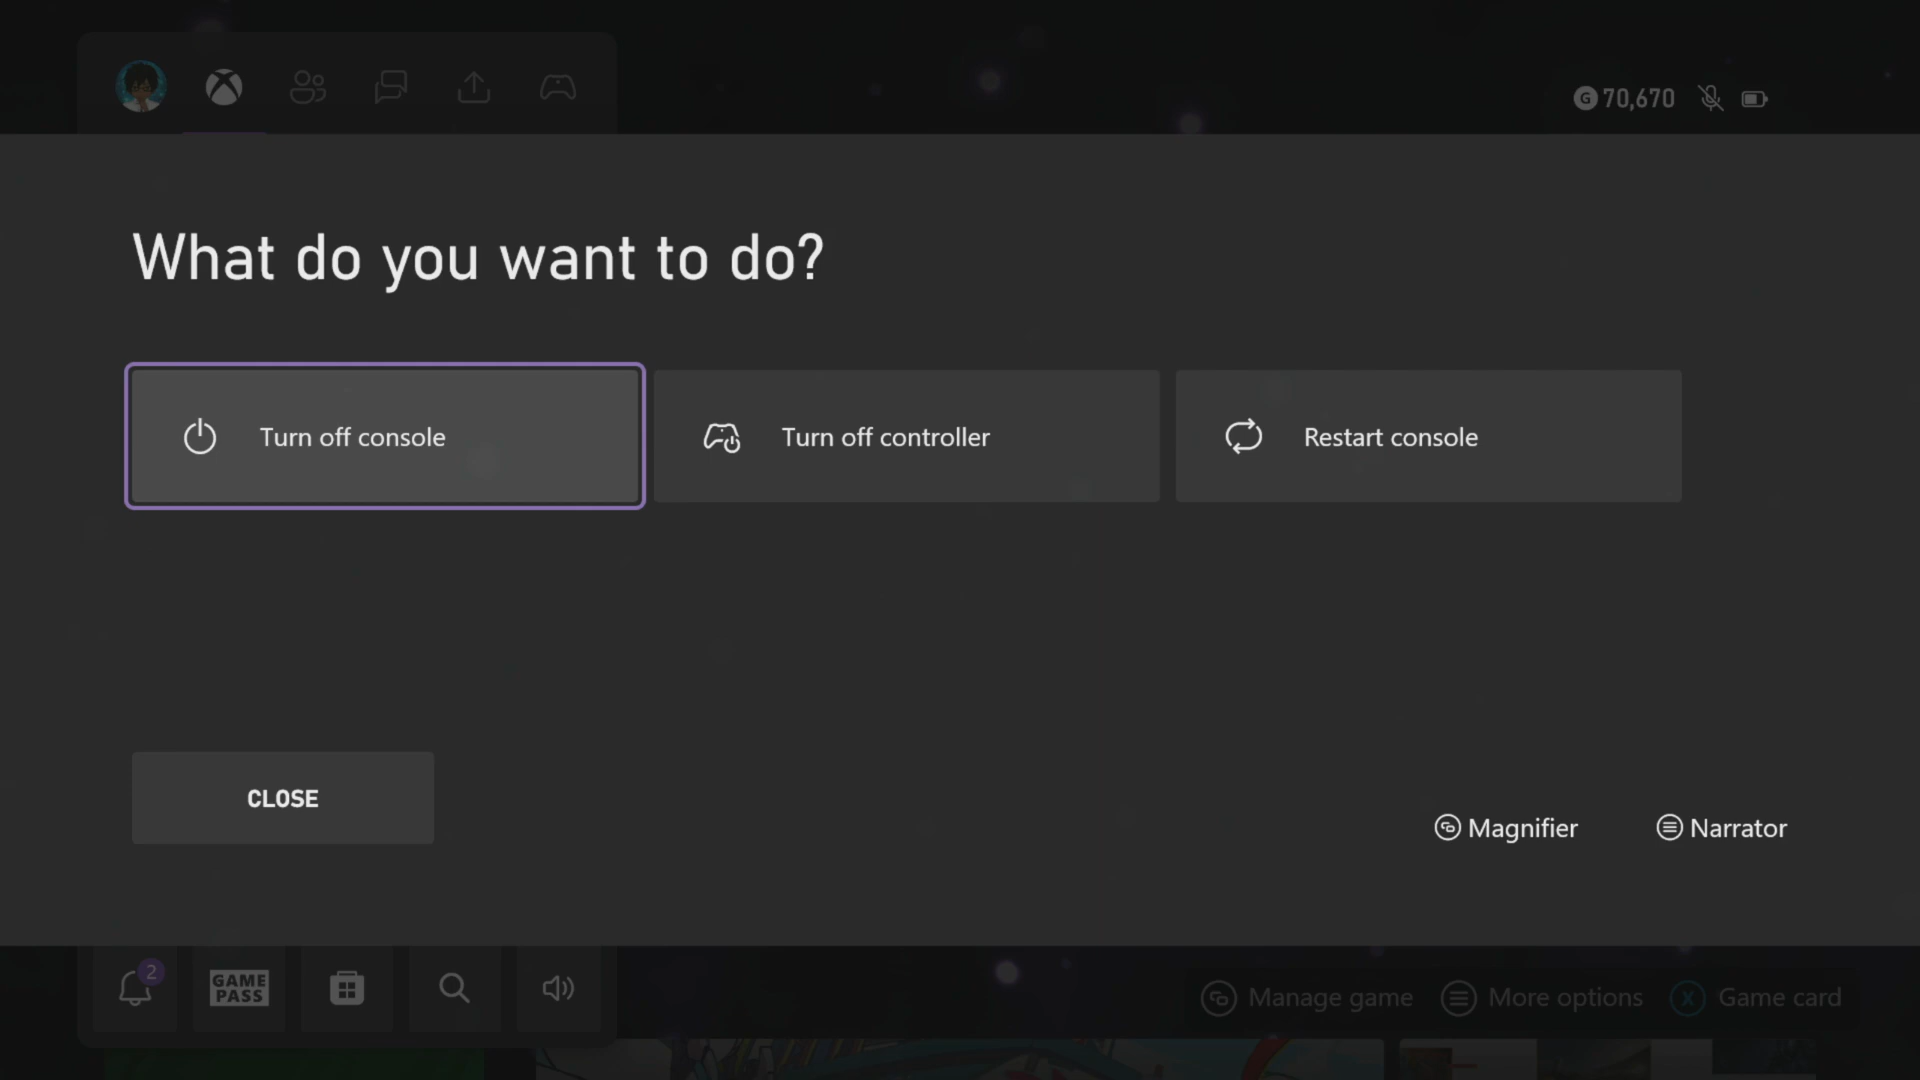 G 70,670
What do you want to do?
Turn off console
Turn off controller
Restart console
CLOSE
Magnifier
Narrator
2
GAME
PASS
Manage game
More options
X Game card